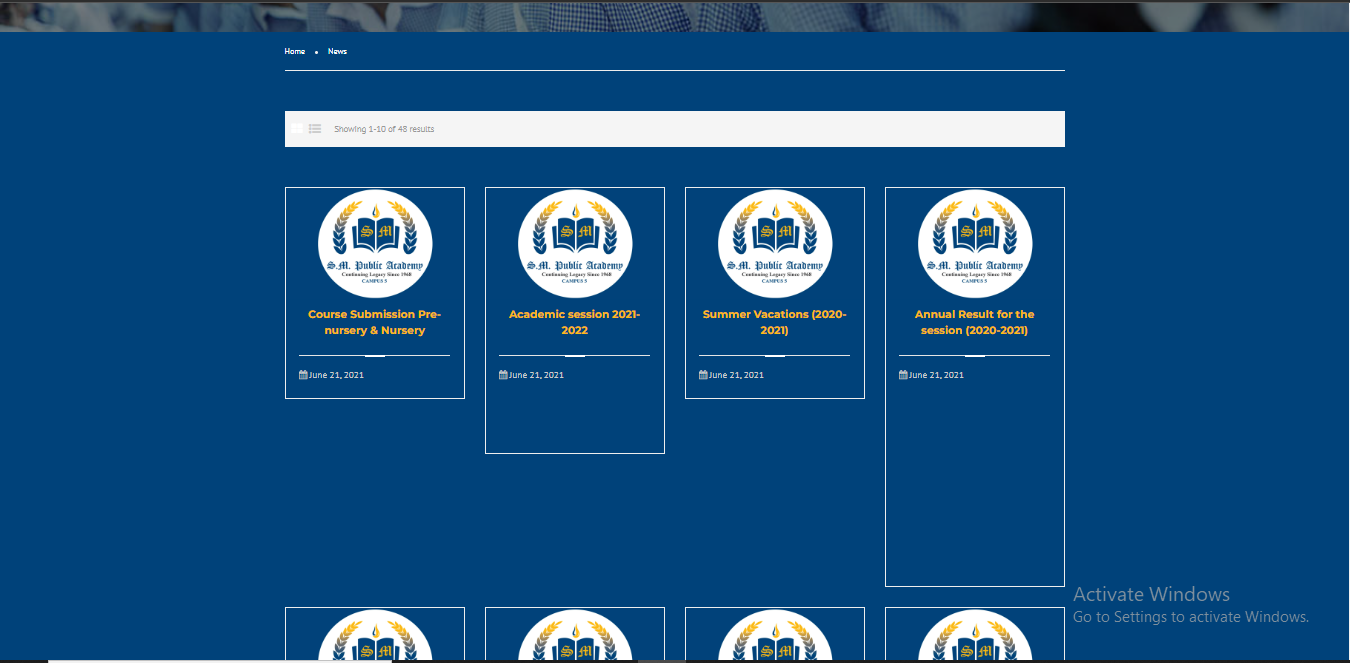 Home • News
Showing 1-10 of 48 results
S M
S.M. Public Academy
Continuing Legacy Since 1968
CAMPUS 5
Course Submission Pre-
nursery & Nursery
June 21, 2021
S M
S.M. Public Academy
Continuing Legacy Since 1968
CAMPUS 5
Academic session 2021-
2022
June 21, 2021
S M
S.M. Public Academy
Continuing Legacy Since 1968
CAMPUS 5
Summer Vacations (2020-
2021)
June 21, 2021
S M
S.M. Public Academy
Continuing Legacy Since 1968
CAMPUS 5
Annual Result for the
session (2020-2021)
June 21, 2021
Activate Windows
Go to Settings to activate Windows.
S M
S M
S M
S M